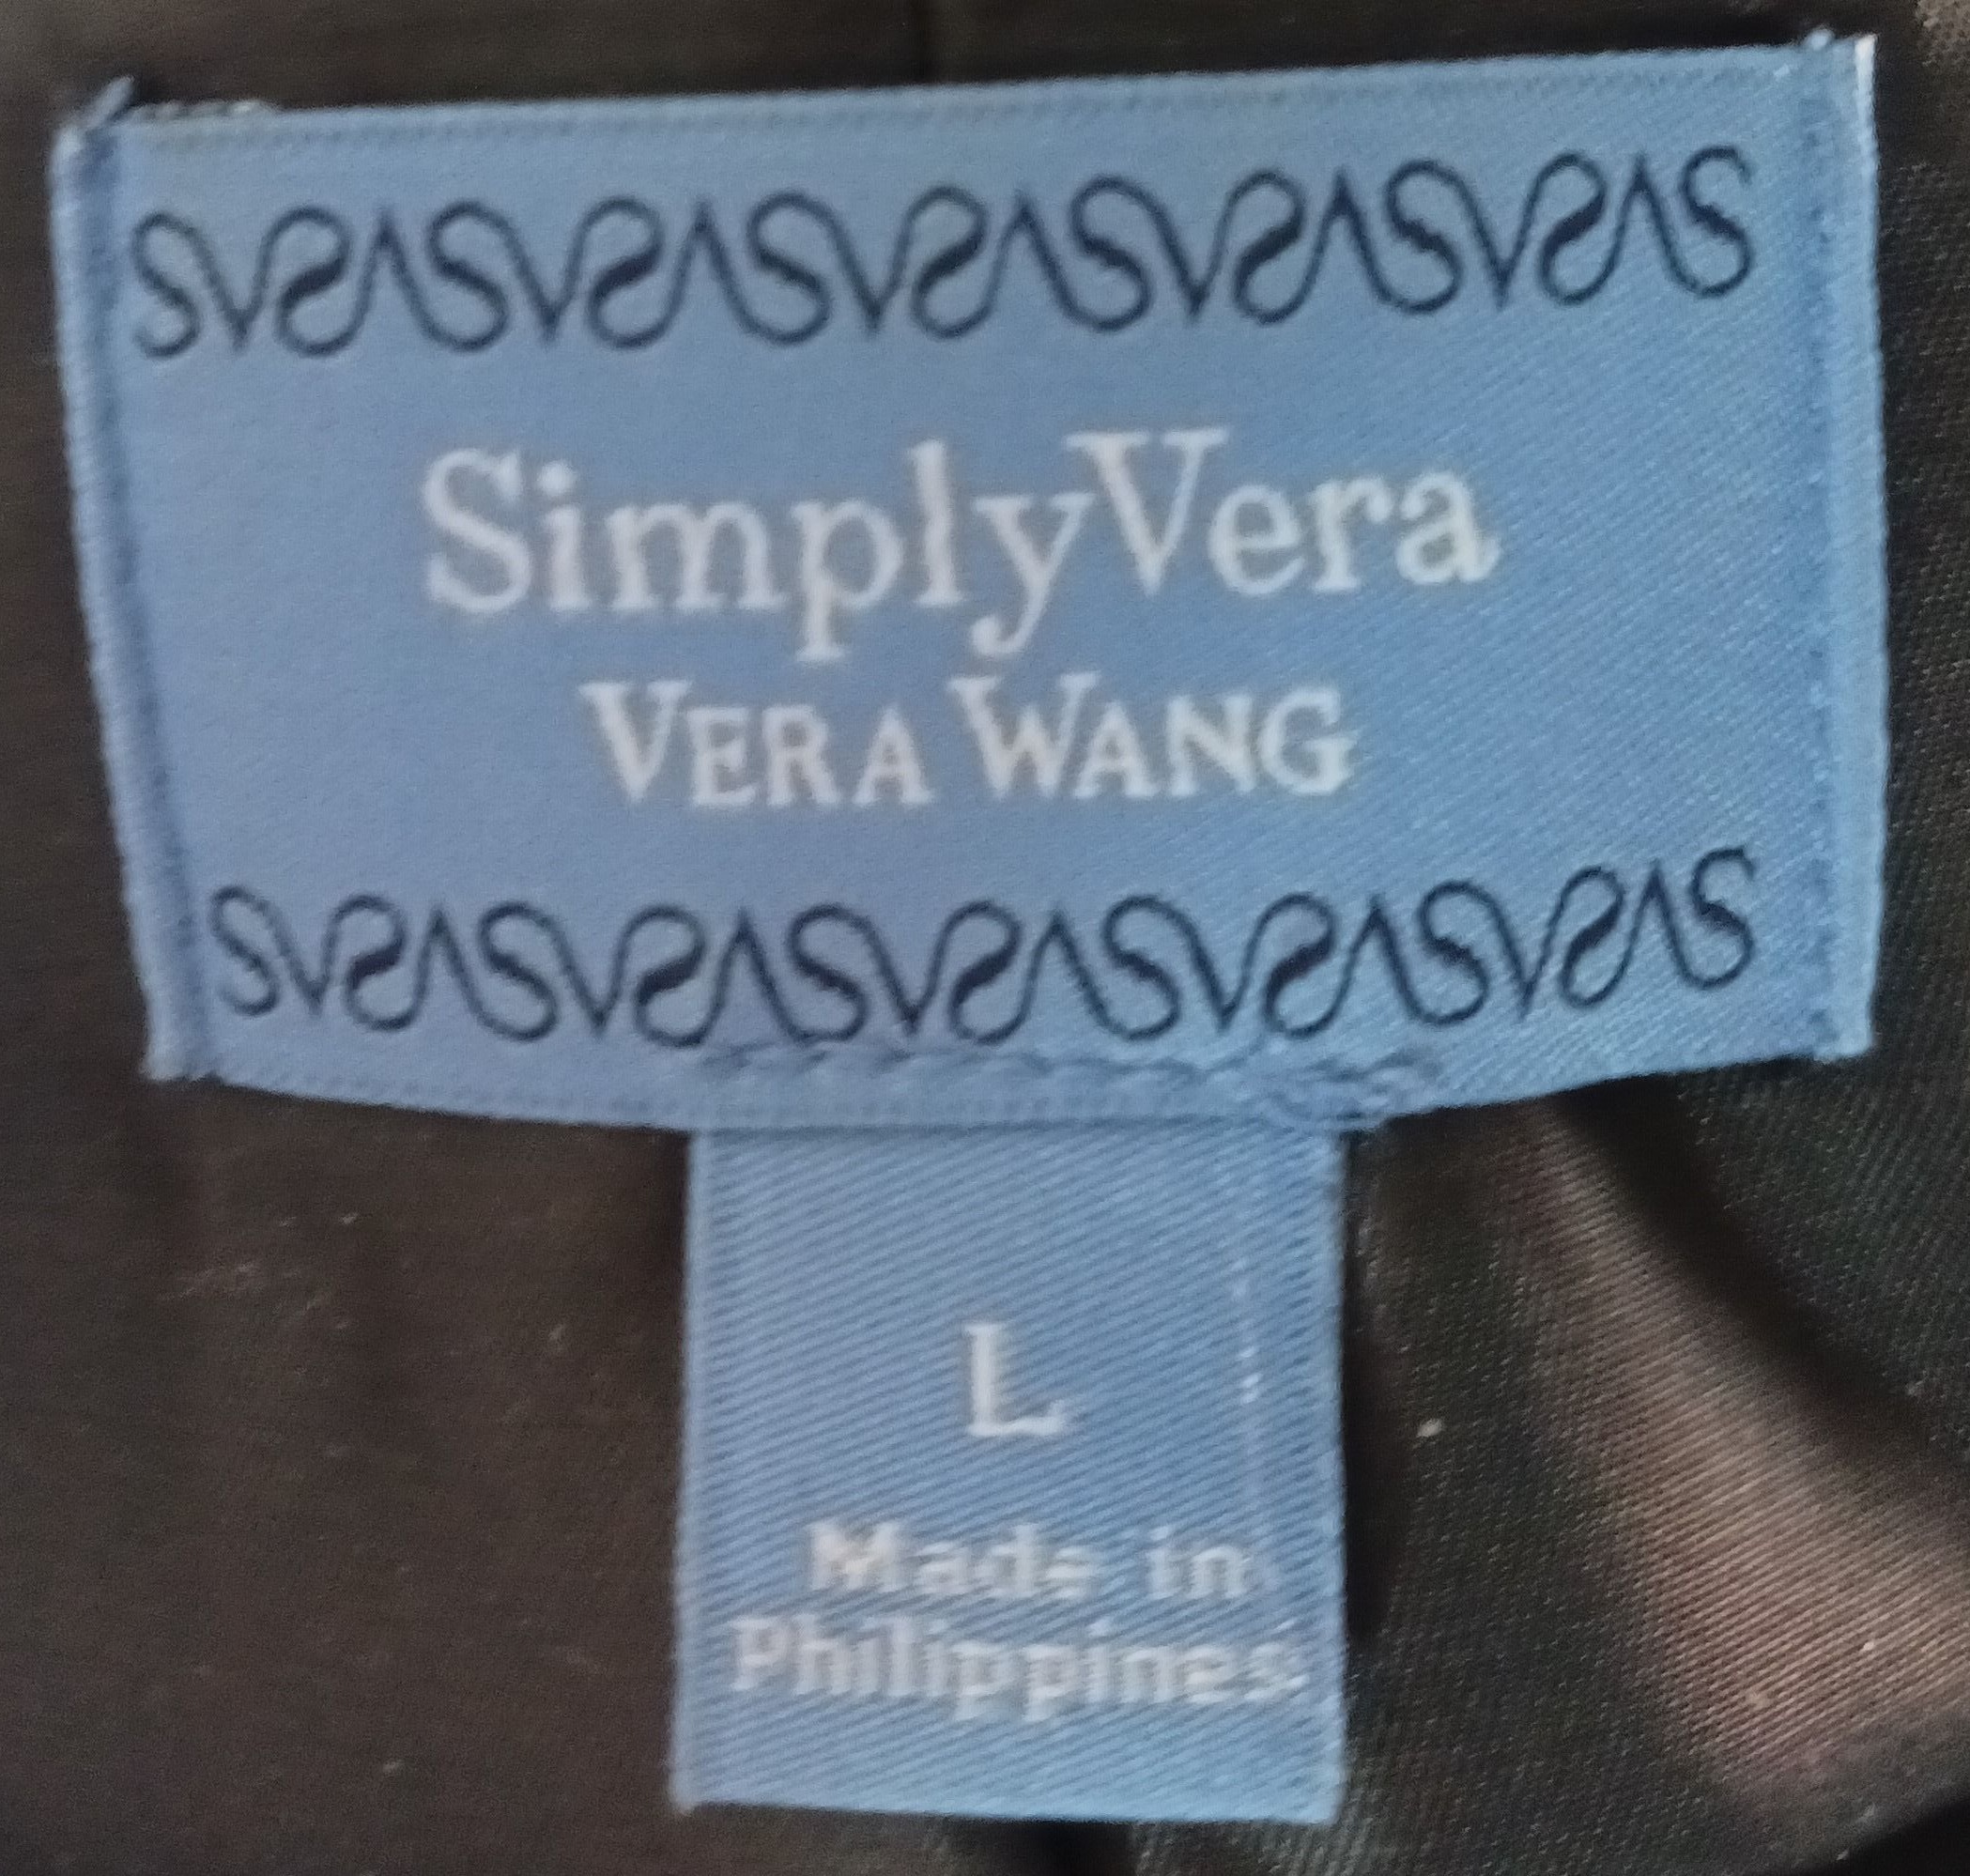 SimplyVera
VERA WANG
L
Made in
Philippines